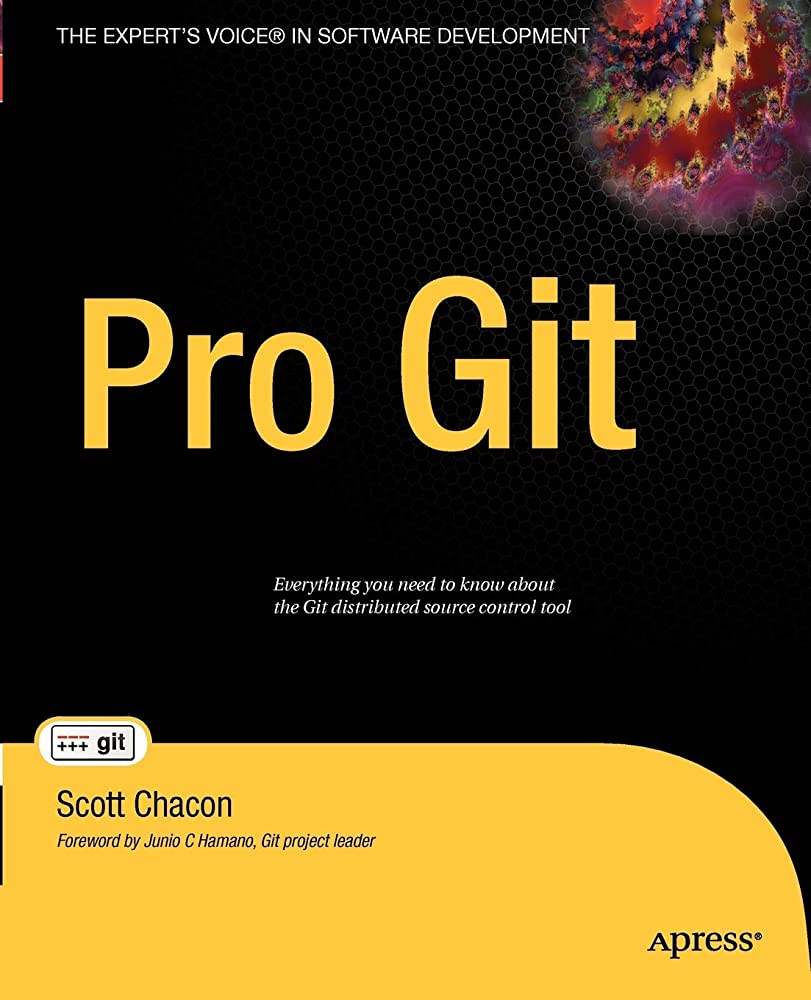 THE EXPERT'S VOICE® IN SOFTWARE DEVELOPMENT
Pro Git
Everything you need to know about
the Git distributed source control tool
--- +++ git
Scott Chacon
Foreword by Junio C Hamano, Git project leader
Apress®